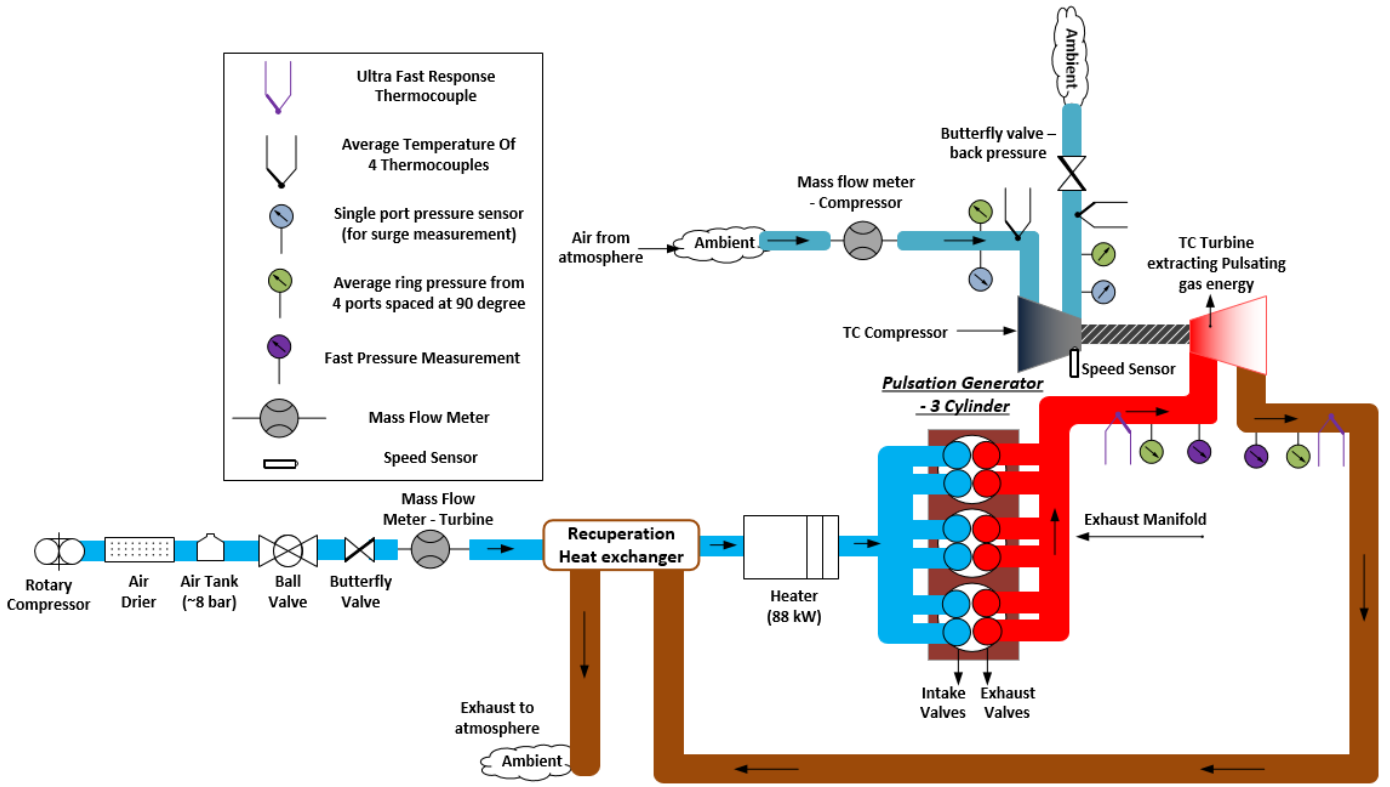 Ultra Fast Response
Thermocouple
Average Temperature Of
4 Thermocouples
Single port pressure sensor
(for surge measurement)
Average ring pressure from
4 ports spaced at 90 degree
Fast Pressure Measurement
Mass Flow Meter
Speed Sensor
Ambient
Butterfly valve –
back pressure
Mass flow meter
- Compressor
Air from
atmosphere
Ambient
TC Turbine
extracting Pulsating
gas energy
TC Compressor
Speed Sensor
Pulsation Generator
- 3 Cylinder
Mass Flow
Meter - Turbine
Recuperation
Heat exchanger
Exhaust Manifold
Rotary
Compressor
Air
Drier
Air Tank
(~8 bar)
Ball
Valve
Butterfly
Valve
Heater
(88 kW)
Intake
Valves
Exhaust
Valves
Exhaust to
atmosphere
Ambient